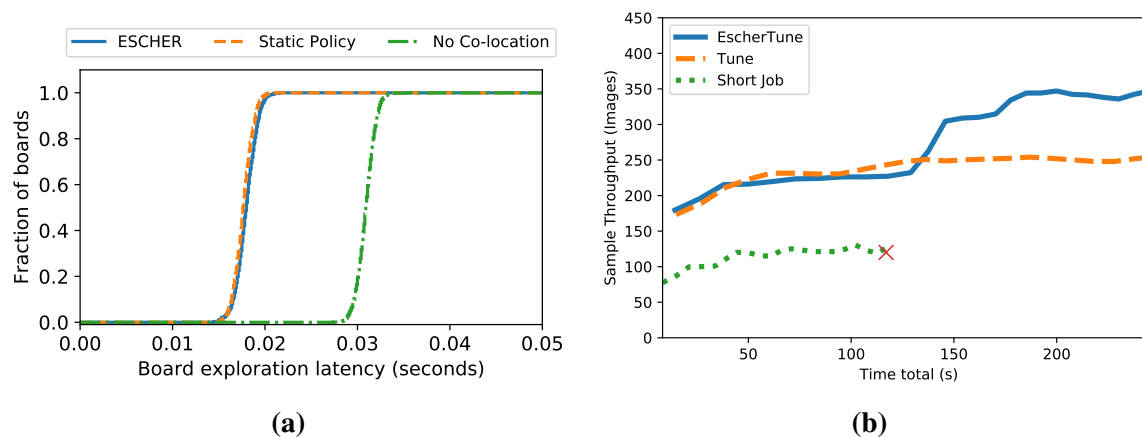 ESCHER Static Policy No Co-location
1.0
0.8
0.6
0.4
0.2
0.0
Fraction of boards
0.00 0.01 0.02 0.03 0.04 0.05
Board exploration latency (seconds)
(a)
EscherTune
Tune
Short Job
450
400
350
300
250
200
150
100
50
0
Sample Throughput (Images)
50 100 150 200
Time total (s)
(b)